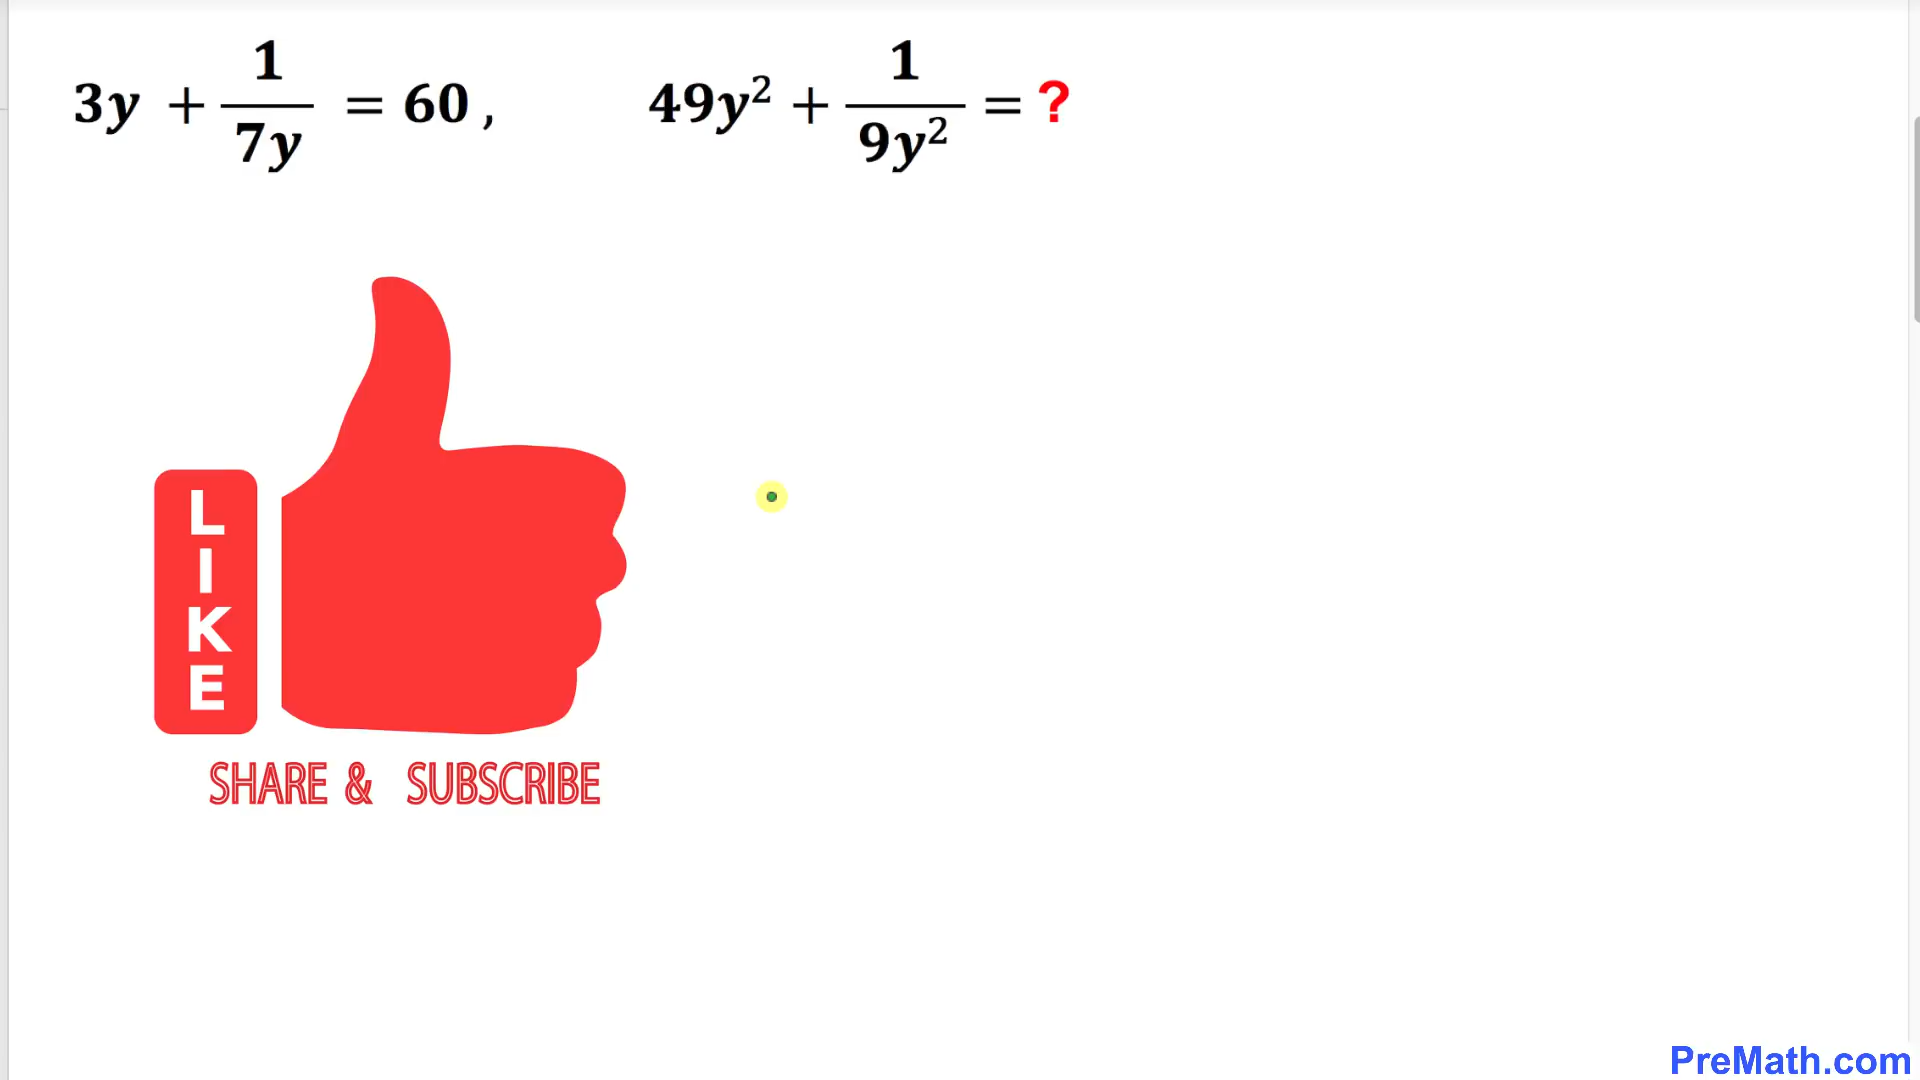 3y + 1/7y = 60 , 49y² + 1/9y² = ?
LIKE
SHARE & SUBSCRIBE
PreMath.com